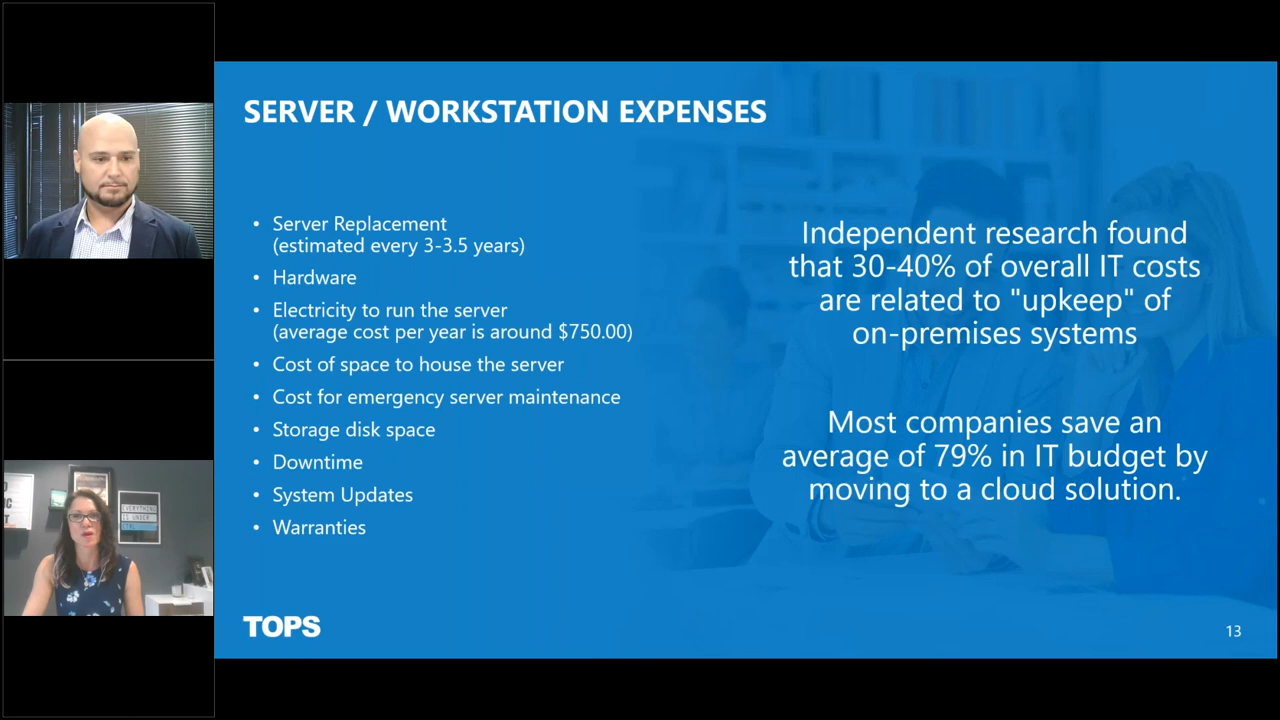 SERVER / WORKSTATION EXPENSES
• Server Replacement
(estimated every 3-3.5 years)
• Hardware
• Electricity to run the server
(average cost per year is around $750.00)
• Cost of space to house the server
• Cost for emergency server maintenance
• Storage disk space
• Downtime
• System Updates
• Warranties
Independent research found
that 30-40% of overall IT costs
are related to "upkeep" of
on-premises systems
Most companies save an
average of 79% in IT budget by
moving to a cloud solution.
TOPS
13
EVERYTHING
IS UNDER
CTRL